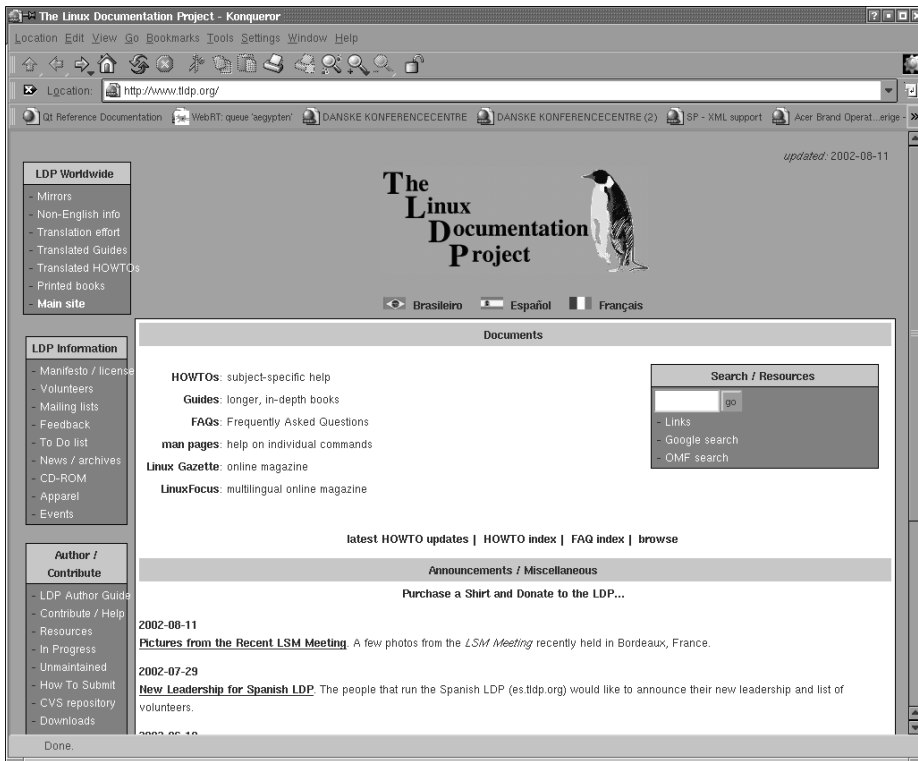 The Linux Documentation Project - Konqueror
Location Edit View Go Bookmarks Tools Settings Window Help
Location: http://www.tldp.org/
Qt Reference Documentation WebRT: queue 'aegypten' DANSKE KONFERENCECENTRE DANSKE KONFERENCECENTRE (2) SP - XML support Acer Brand Operat...erige -
updated: 2002-08-11
The
Linux
Documentation
Project
Brasileiro Español Français
LDP Worldwide
- Mirrors
- Non-English info
- Translation effort
- Translated Guides
- Translated HOWTOs
- Printed books
- Main site
LDP Information
- Manifesto / license
- Volunteers
- Mailing lists
- Feedback
- To Do list
- News / archives
- CD-ROM
- Apparel
- Events
Author /
Contribute
- LDP Author Guide
- Contribute / Help
- Resources
- In Progress
- Unmaintained
- How To Submit
- CVS repository
- Downloads
Documents
HOWTOs: subject-specific help
Guides: longer, in-depth books
FAQs: Frequently Asked Questions
man pages: help on individual commands
Linux Gazette: online magazine
LinuxFocus: multilingual online magazine
Search / Resources
go
- Links
- Google search
- OMF search
latest HOWTO updates | HOWTO index | FAQ index | browse
Announcements / Miscellaneous
Purchase a Shirt and Donate to the LDP...
2002-08-11
Pictures from the Recent LSM Meeting. A few photos from the LSM Meeting recently held in Bordeaux, France.
2002-07-29
New Leadership for Spanish LDP. The people that run the Spanish LDP (es.tldp.org) would like to announce their new leadership and list of
volunteers.
Done.